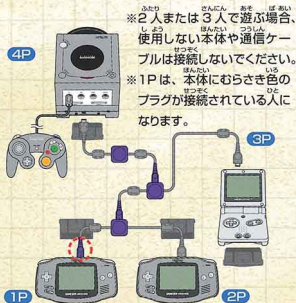 ※2人または3人で遊ぶ場合、
使用しない本体や通信ケー
ブルは接続しないでください。
※1Pは、本体にむらさき色の
プラグが接続されている人に
なります。
4P
3P
1P
2P